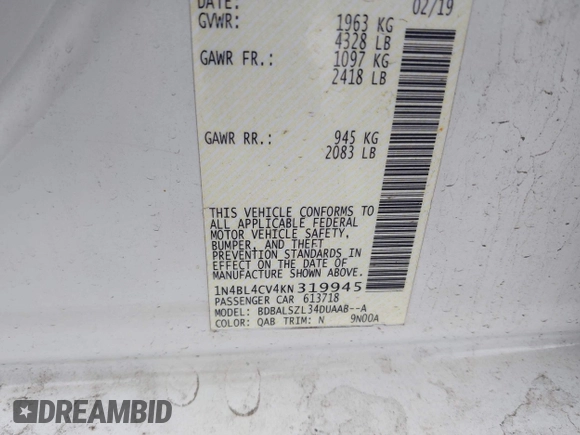 DATE: 02/19
GVWR: 1963 KG
4328 LB
GAWR FR.: 1097 KG
2418 LB
GAWR RR.: 945 KG
2083 LB
THIS VEHICLE CONFORMS TO
ALL APPLICABLE FEDERAL
MOTOR VEHICLE SAFETY,
BUMPER, AND THEFT
PREVENTION STANDARDS IN
EFFECT ON THE DATE OF
MANUFACTURE SHOWN ABOVE.
1N4BL4CV4KN319945
PASSENGER CAR 613718
MODEL: BDBALSZL34DUAAB--A
COLOR: QAB TRIM: N 9N00A
DREAMBID